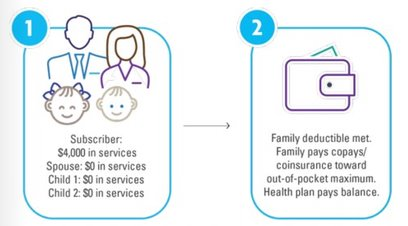 1
Subscriber:
$4,000 in services
Spouse: $0 in services
Child 1: $0 in services
Child 2: $0 in services
2
Family deductible met.
Family pays copays/
coinsurance toward
out-of-pocket maximum.
Health plan pays balance.